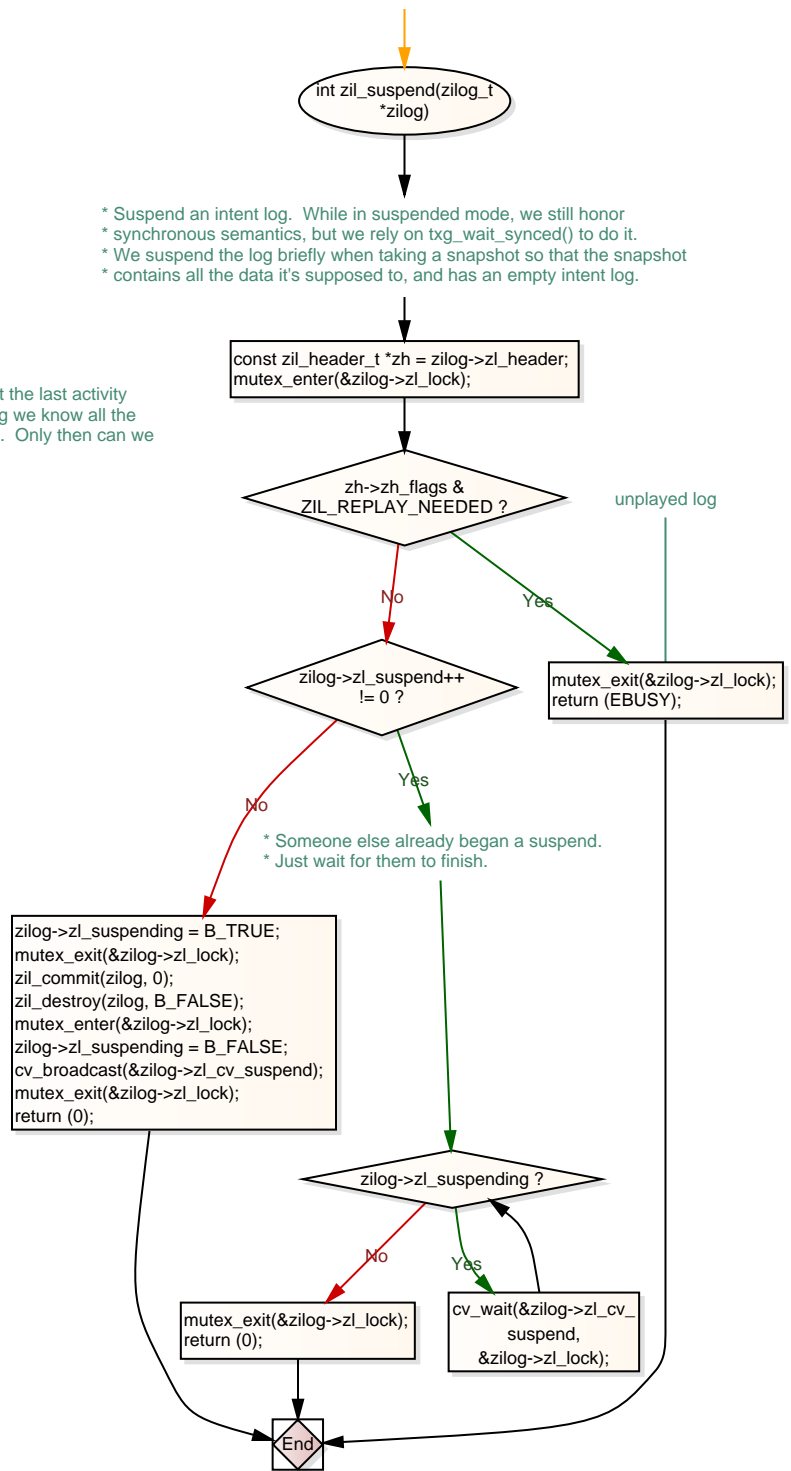 int zil_suspend(zilog_t
*zilog)
* Suspend an intent log.  While in suspended mode, we still honor
* synchronous semantics, but we rely on txg_wait_synced() to do it.
* We suspend the log briefly when taking a snapshot so that the snapshot
* contains all the data it's supposed to, and has an empty intent log.
const zil_header_t *zh = zilog->zl_header;
mutex_enter(&zilog->zl_lock);
t the last activity
g we know all the
.  Only then can we
zh->zh_flags &
ZIL_REPLAY_NEEDED ?
unplayed log
No
Yes
zilog->zl_suspend++
!= 0 ?
mutex_exit(&zilog->zl_lock);
return (EBUSY);
No
Yes
* Someone else already began a suspend.
* Just wait for them to finish.
zilog->zl_suspending = B_TRUE;
mutex_exit(&zilog->zl_lock);
zil_commit(zilog, 0);
zil_destroy(zilog, B_FALSE);
mutex_enter(&zilog->zl_lock);
zilog->zl_suspending = B_FALSE;
cv_broadcast(&zilog->zl_cv_suspend);
mutex_exit(&zilog->zl_lock);
return (0);
zilog->zl_suspending ?
No
Yes
mutex_exit(&zilog->zl_lock);
return (0);
cv_wait(&zilog->zl_cv_
suspend,
&zilog->zl_lock);
End